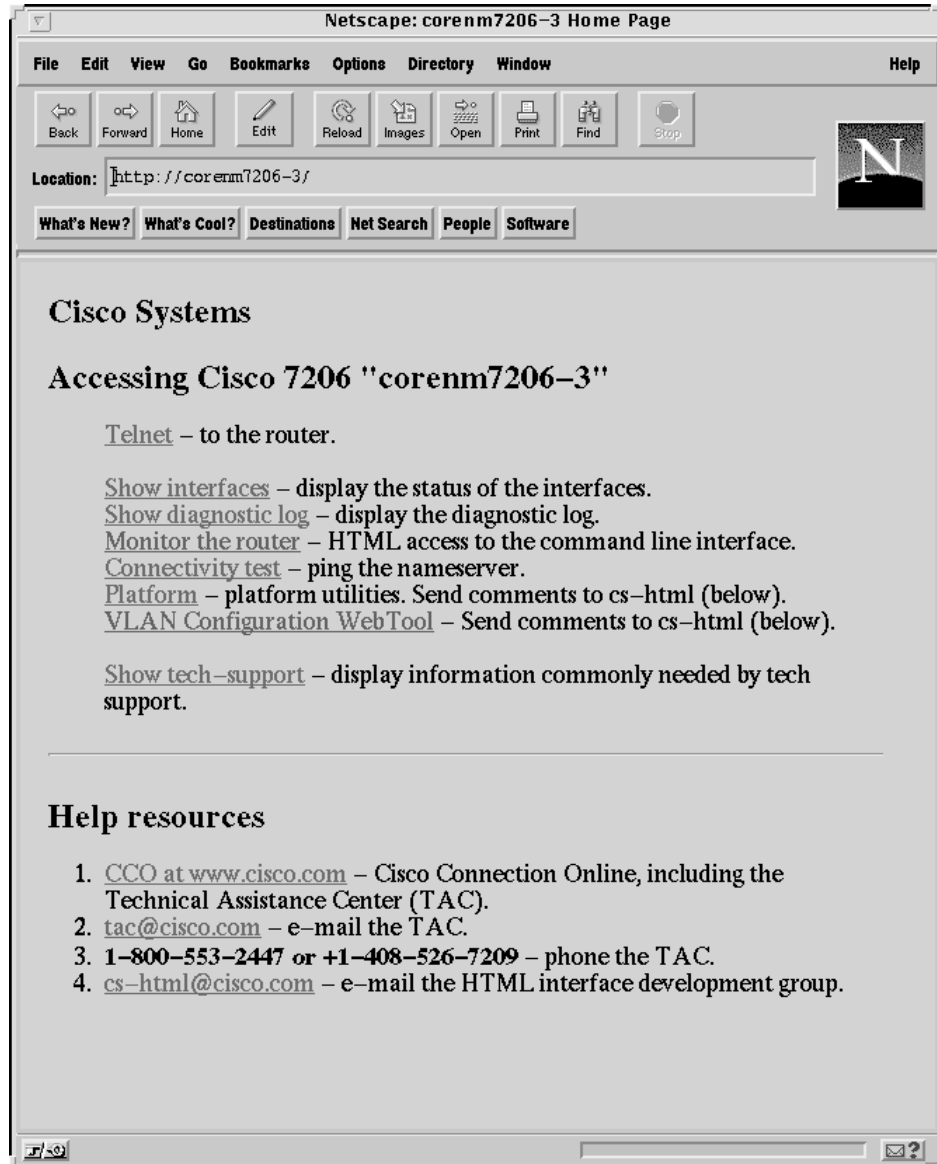 Netscape: corenm7206–3 Home Page
File Edit View Go Bookmarks Options Directory Window Help
Back Forward Home Edit Reload Images Open Print Find Stop
N
Location: http://corenm7206-3/
What's New? What's Cool? Destinations Net Search People Software
Cisco Systems
Accessing Cisco 7206 "corenm7206–3"
Telnet – to the router.
Show interfaces – display the status of the interfaces.
Show diagnostic log – display the diagnostic log.
Monitor the router – HTML access to the command line interface.
Connectivity test – ping the nameserver.
Platform – platform utilities. Send comments to cs–html (below).
VLAN Configuration WebTool – Send comments to cs–html (below).
Show tech–support – display information commonly needed by tech
support.
Help resources
1. CCO at www.cisco.com – Cisco Connection Online, including the
Technical Assistance Center (TAC).
2. tac@cisco.com – e–mail the TAC.
3. 1–800–553–2447 or +1–408–526–7209 – phone the TAC.
4. cs–html@cisco.com – e–mail the HTML interface development group.
?